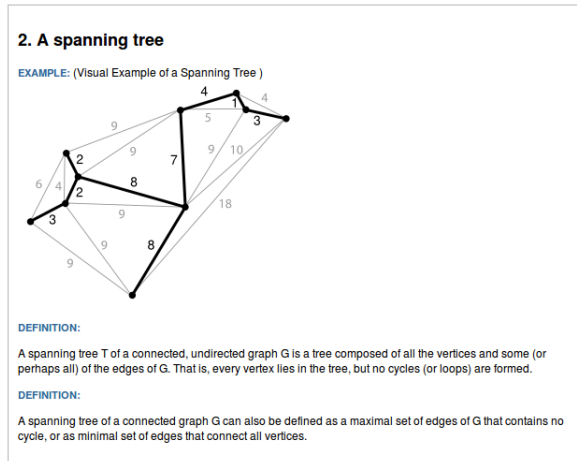 2. A spanning tree
EXAMPLE: (Visual Example of a Spanning Tree )
4
1
4
5
3
9
9
7
9
10
2
6
4
2
8
18
9
3
9
8
9
DEFINITION:
A spanning tree T of a connected, undirected graph G is a tree composed of all the vertices and some (or
perhaps all) of the edges of G. That is, every vertex lies in the tree, but no cycles (or loops) are formed.
DEFINITION:
A spanning tree of a connected graph G can also be defined as a maximal set of edges of G that contains no
cycle, or as minimal set of edges that connect all vertices.